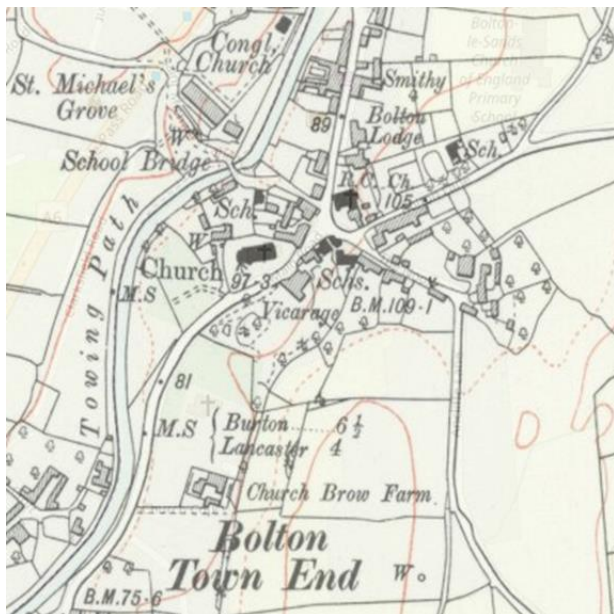 Congl.
Church
St. Michael's
Grove
W
School Bridge
Smithy
89
Bolton
Lodge
Bolton-
le-Sands
Church
of England
Primary
School
Sch.
R.C. Ch.
105
Sch.
W
Church
97·3
Schs.
Vicarage
B.M.109·1
Towing Path
M.S
A6
81
M.S
Burton 6½
Lancaster 4
Church Brow Farm
Bolton
Town End
W
B.M.75·6